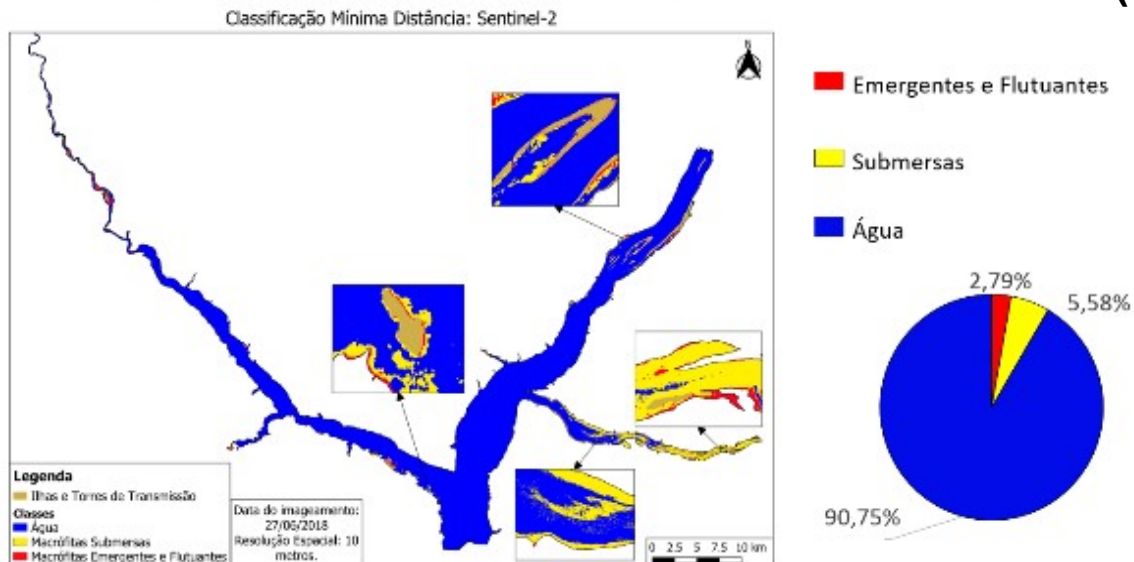 Classificação Mínima Distância: Sentinel-2
N
Legenda
Ilhas e Torres de Transmissão
Classes
Água
Macrófitas Submersas
Macrófitas Emergentes e Flutuantes
Data do imageamento:
27/06/2018
Resolução Espacial: 10
metros.
0 2.5 5 7.5 10 km
Emergentes e Flutuantes
Submersas
Água
2,79%
5,58%
90,75%